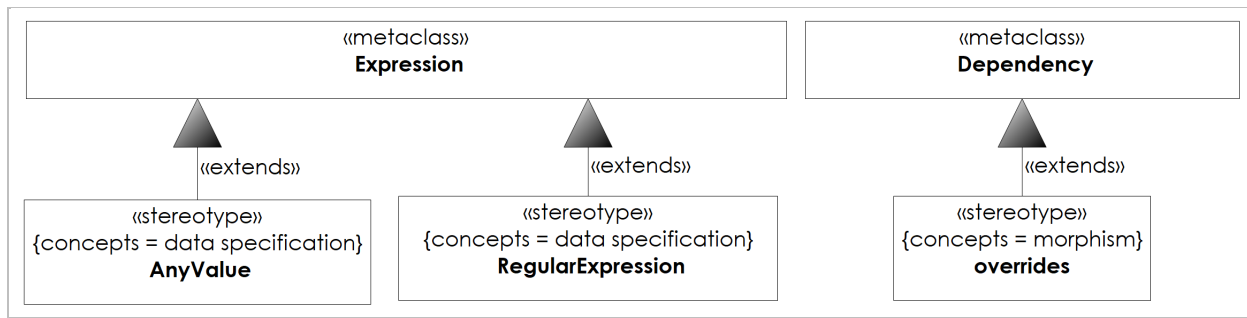 «metaclass»
Expression
«metaclass»
Dependency
«extends»
«extends»
«extends»
«stereotype»
{concepts = data specification}
AnyValue
«stereotype»
{concepts = data specification}
RegularExpression
«stereotype»
{concepts = morphism}
overrides